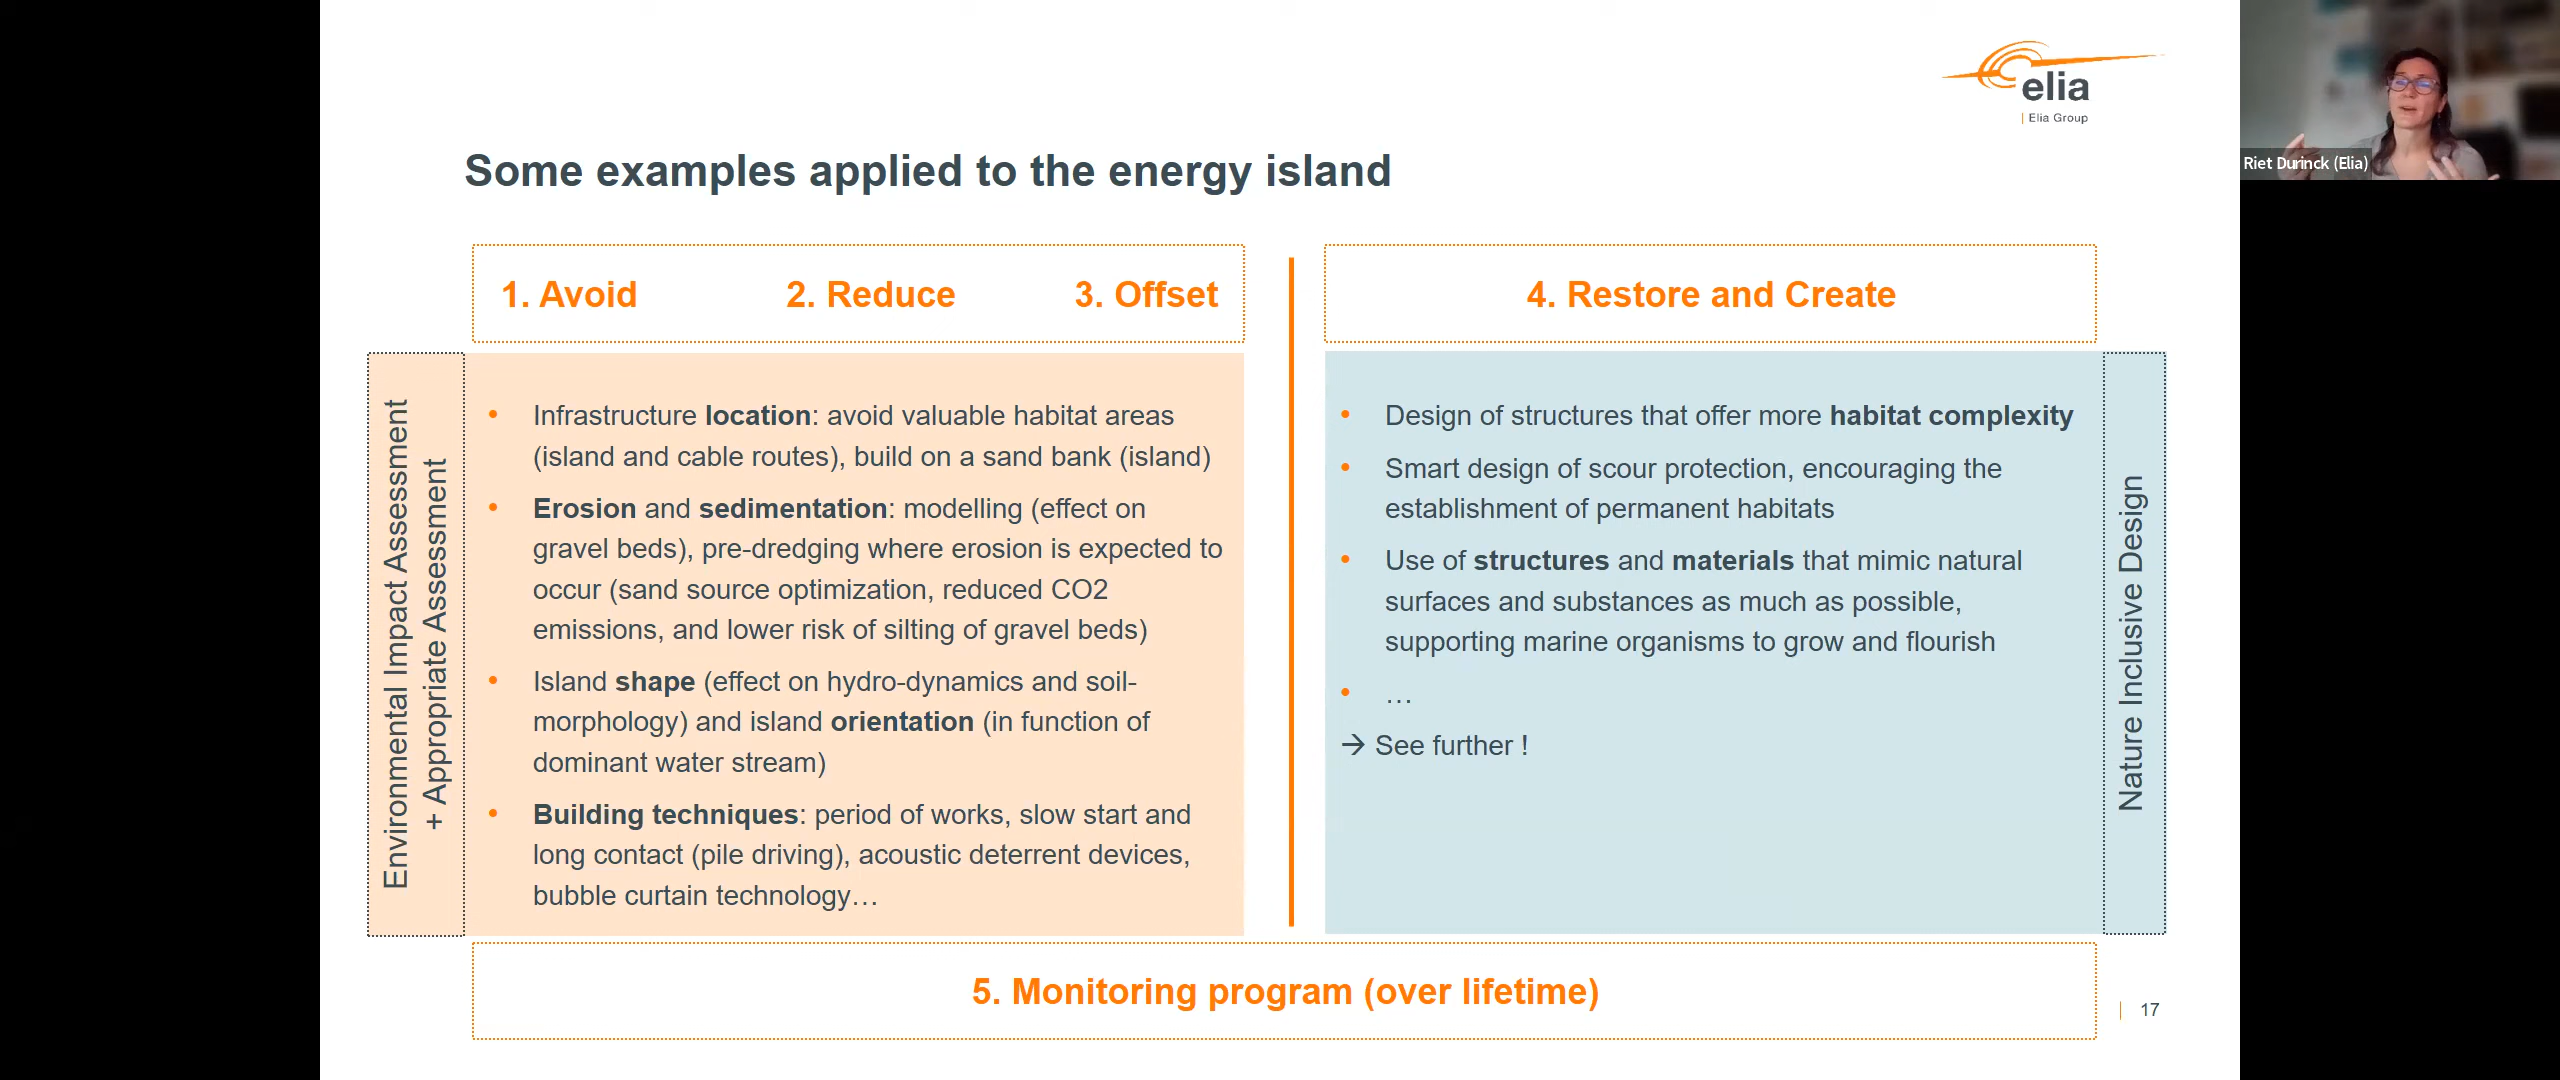 elia
| Elia Group
Riet Durinck (Elia)
Some examples applied to the energy island
1. Avoid
2. Reduce
3. Offset
4. Restore and Create
Environmental Impact Assessment
+ Appropriate Assessment
• Infrastructure location: avoid valuable habitat areas
(island and cable routes), build on a sand bank (island)
• Erosion and sedimentation: modelling (effect on
gravel beds), pre-dredging where erosion is expected to
occur (sand source optimization, reduced CO2
emissions, and lower risk of silting of gravel beds)
• Island shape (effect on hydro-dynamics and soil-
morphology) and island orientation (in function of
dominant water stream)
• Building techniques: period of works, slow start and
long contact (pile driving), acoustic deterrent devices,
bubble curtain technology…
• Design of structures that offer more habitat complexity
• Smart design of scour protection, encouraging the
establishment of permanent habitats
• Use of structures and materials that mimic natural
surfaces and substances as much as possible,
supporting marine organisms to grow and flourish
• …
→ See further !
Nature Inclusive Design
5. Monitoring program (over lifetime)
| 17